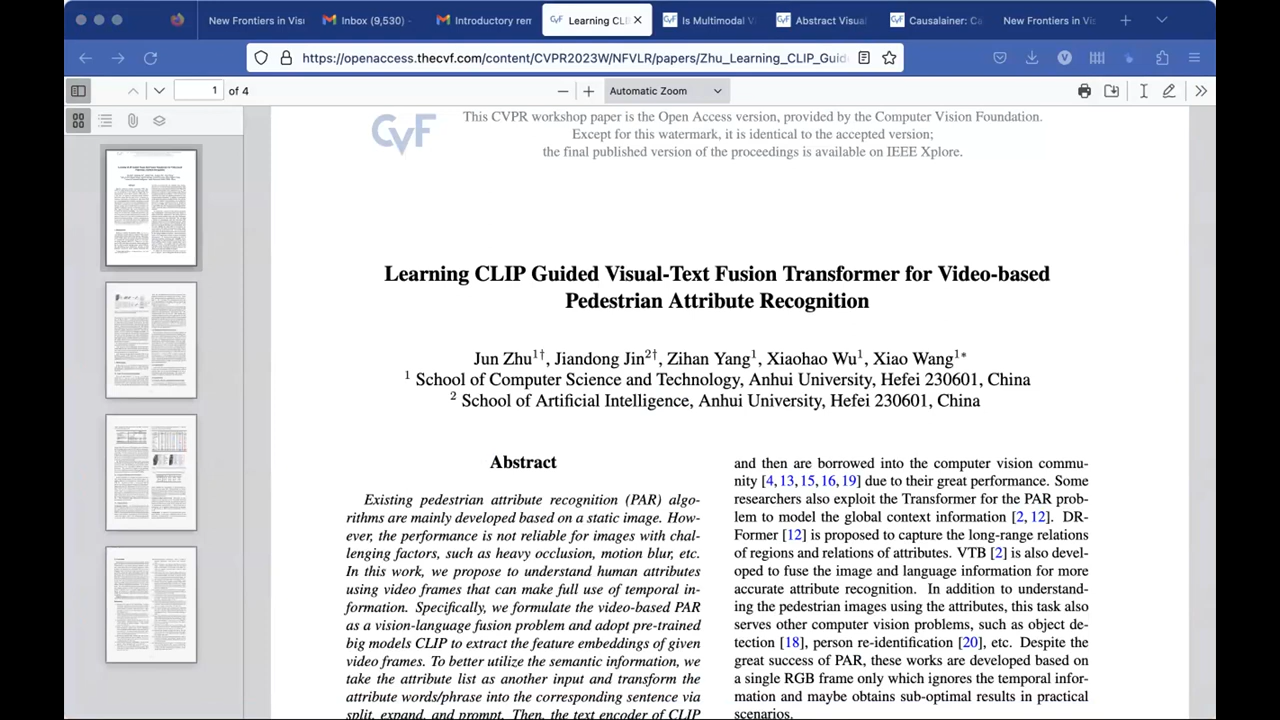 New Frontiers in Visi
Inbox (9,530)
Introductory rem
Learning CLI
Is Multimodal V
Abstract Visual
Causalainer: Ca
New Frontiers in Vis
https://openaccess.thecvf.com/content/CVPR2023W/NFVLR/papers/Zhu_Learning_CLIP_Guid
1 of 4
Automatic Zoom
CVF
This CVPR workshop paper is the Open Access version, provided by the Computer Vision Foundation.
Except for this watermark, it is identical to the accepted version;
the final published version of the proceedings is available on IEEE Xplore.
Learning CLIP Guided Visual-Text Fusion Transformer for Video-based
Pedestrian Attribute Recognition
Jun Zhu1†, Jiandong Jin2†, Zihan Yang1, Xiaohao Wu1, Xiao Wang1*
1 School of Computer Science and Technology, Anhui University, Hefei 230601, China
2 School of Artificial Intelligence, Anhui University, Hefei 230601, China
Abstract
Existing pedestrian attribute recognition (PAR) algo-
rithms are mainly developed based on a static image. How-
ever, the performance is not reliable for images with chal-
lenging factors, such as heavy occlusion, motion blur, etc.
In this work, we propose to understand human attributes
using video frames that can make full use of temporal in-
formation. Specifically, we formulate the video-based PAR
as a vision-language fusion problem and adopt pre-trained
big models CLIP to extract the feature embeddings of given
video frames. To better utilize the semantic information, we
take the attribute list as another input and transform the
attribute words/phrase into the corresponding sentence via
split, expand, and prompt. Then, the text encoder of CLIP
and then are borrowed into the computer vision commu-
nity [4, 13, 15, 16, 19] due to their great performance. Some
researchers also exploit the Transformer for the PAR prob-
lem to model the global context information [2, 12]. DR-
Former [12] is proposed to capture the long-range relations
of regions and relations of attributes. VTB [2] is also devel-
oped to fuse the image and language information for more
accurate attribute recognition. In addition to understand-
ing the pedestrian images using the attributes, this task also
serves other computer vision problems, such as object de-
tection [18], person re-identification [20], etc. Despite the
great success of PAR, these works are developed based on
a single RGB frame only which ignores the temporal infor-
mation and maybe obtains sub-optimal results in practical
scenarios.